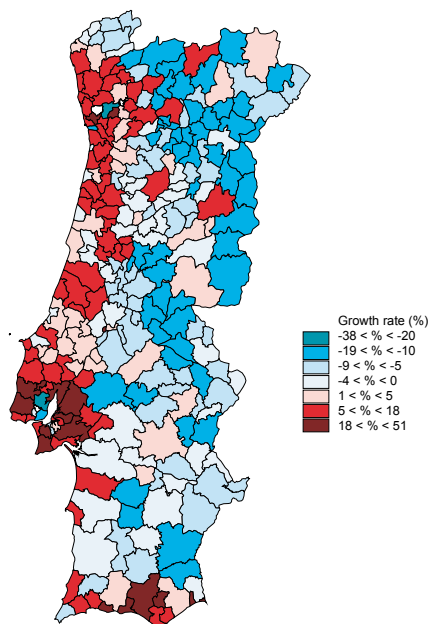 Growth rate (%)
-38 < % < -20
-19 < % < -10
-9 < % < -5
-4 < % < 0
1 < % < 5
5 < % < 18
18 < % < 51